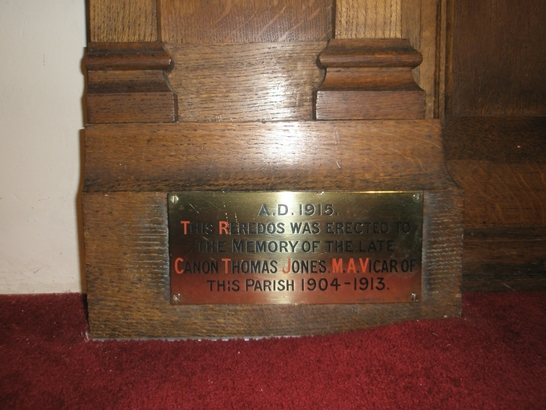 A.D. 1915.
THIS REREDOS WAS ERECTED TO
THE MEMORY OF THE LATE
CANON THOMAS JONES, M.A. VICAR OF
THIS PARISH 1904-1913.